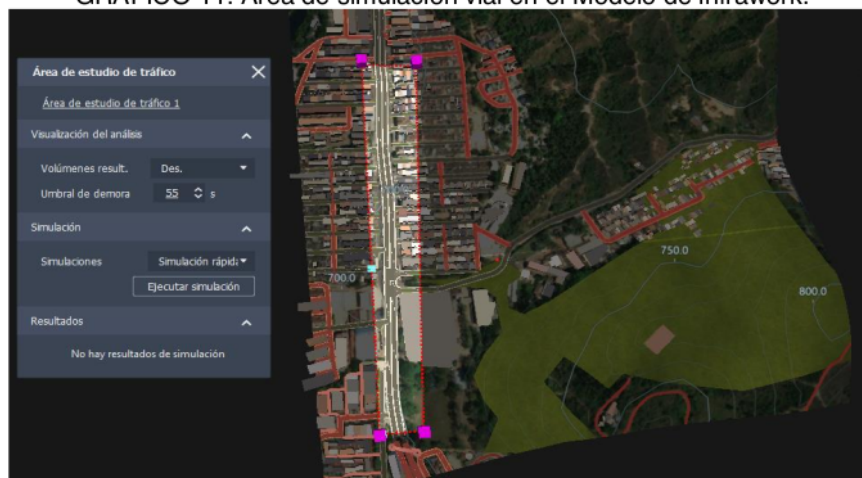 GRÁFICO 11: Área de simulación vial en el Modelo de Infrawork.
Área de estudio de tráfico
Área de estudio de tráfico 1
Visualización del análisis
Volúmenes result. Des.
Umbral de demora 55 s
Simulación
Simulaciones Simulación rápida
Ejecutar simulación
Resultados
No hay resultados de simulación
700.0
750.0
800.0